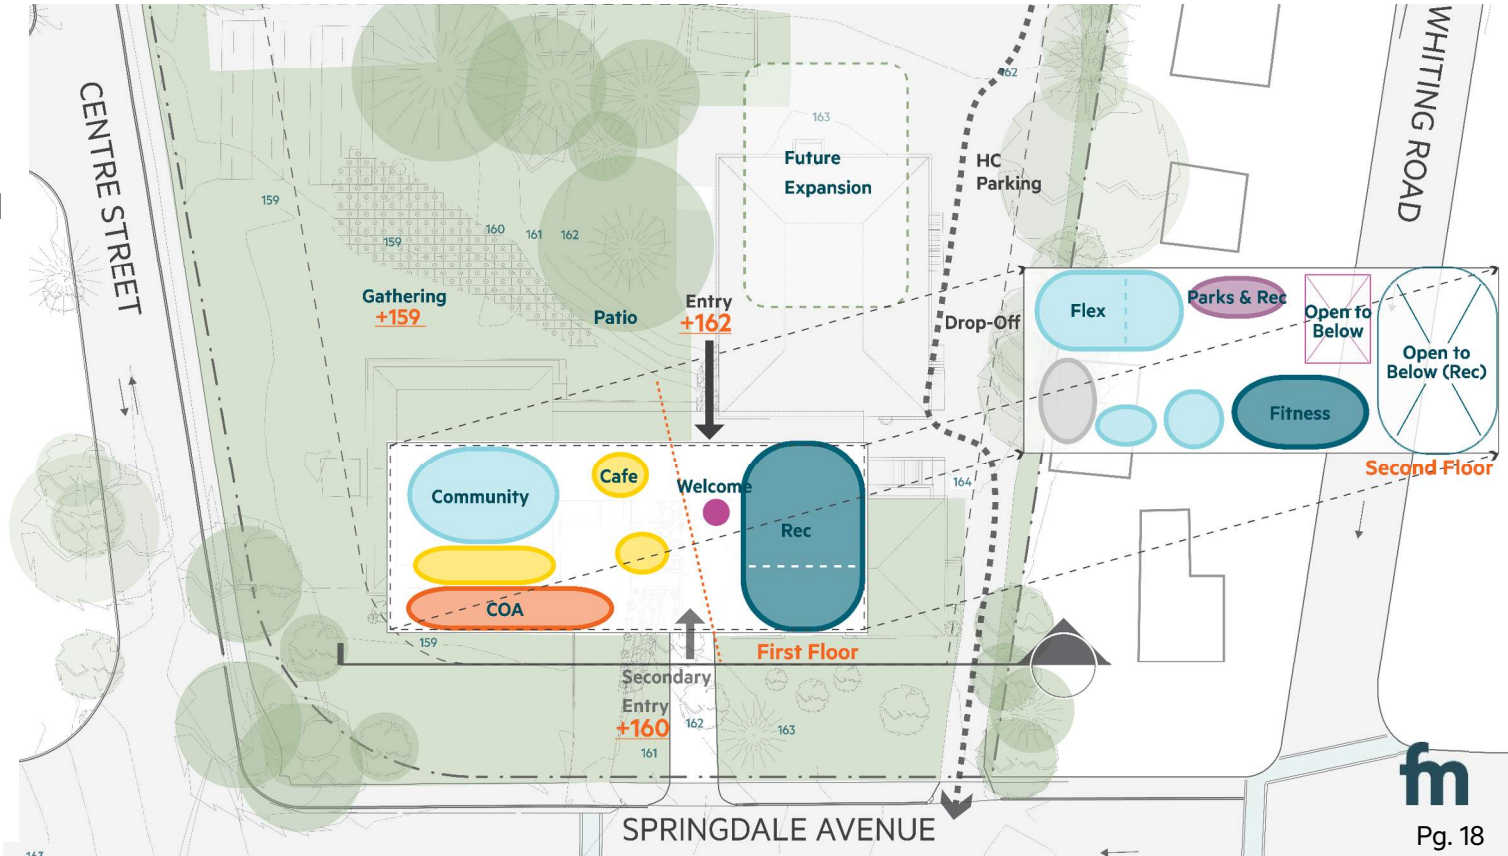 CENTRE STREET
WHITING ROAD
162
163
Future
Expansion
HC
Parking
159
160
161
162
159
Gathering
+159
Patio
Entry
+162
Drop-Off
Flex
Parks & Rec
Open to
Below
Open to
Below (Rec)
Fitness
Second Floor
Community
Cafe
Welcome
Rec
COA
164
159
First Floor
Secondary
Entry
+160
161
162
163
SPRINGDALE AVENUE
fm
Pg. 18